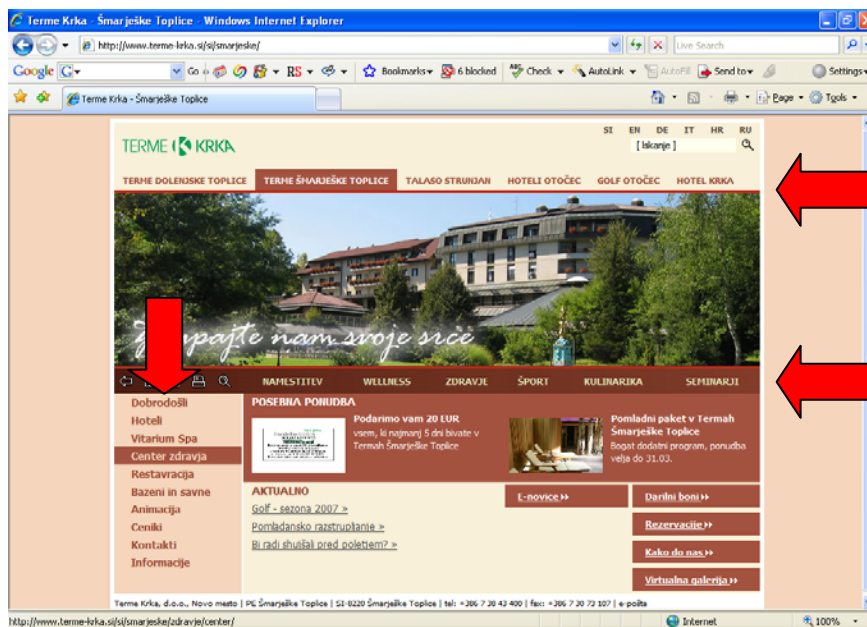 Terme Krka - Šmarješke Toplice - Windows Internet Explorer
http://www.terme-krka.si/si/smarjeske/
Live Search
Google
Go
RS
Bookmarks
6 blocked
Check
AutoLink
AutoFill
Send to
Settings
Terme Krka - Šmarješke Toplice
Page
Tools
SI EN DE IT HR RU
TERME KRKA
[ Iskanje ]
TERME DOLENJSKE TOPLICE
TERME ŠMARJEŠKE TOPLICE
TALASO STRUNJAN
HOTELI OTOČEC
GOLF OTOČEC
HOTEL KRKA
nam svoje srce
NAMESTITEV
WELLNESS
ZDRAVJE
ŠPORT
KULINARIKA
SEMINARJI
Dobrodošli
Hoteli
Vitarium Spa
Center zdravja
Restavracija
Bazeni in savne
Animacija
Ceniki
Kontakti
Informacije
POSEBNA PONUDBA
Podarimo vam 20 EUR
vsem, ki najmanj 5 dni bivate v
Termah Šmarješke Toplice
Pomladni paket v Termah
Šmarješke Toplice
Bogat dodatni program, ponudba
velja do 31.03.
AKTUALNO
Golf - sezona 2007 »
Pomladansko razstrupljanje »
Bi radi shujšali pred poletjem? »
E-novice »
Darilni boni »
Rezervacije »
Kako do nas »
Virtualna galerija »
Terme Krka, d.o.o., Novo mesto | PE Šmarješke Toplice | SI-8220 Šmarješke Toplice | tel: +386 7 38 43 400 | fax: +386 7 30 73 107 | e-pošta
http://www.terme-krka.si/si/smarjeske/zdravje/center/
Internet
100%